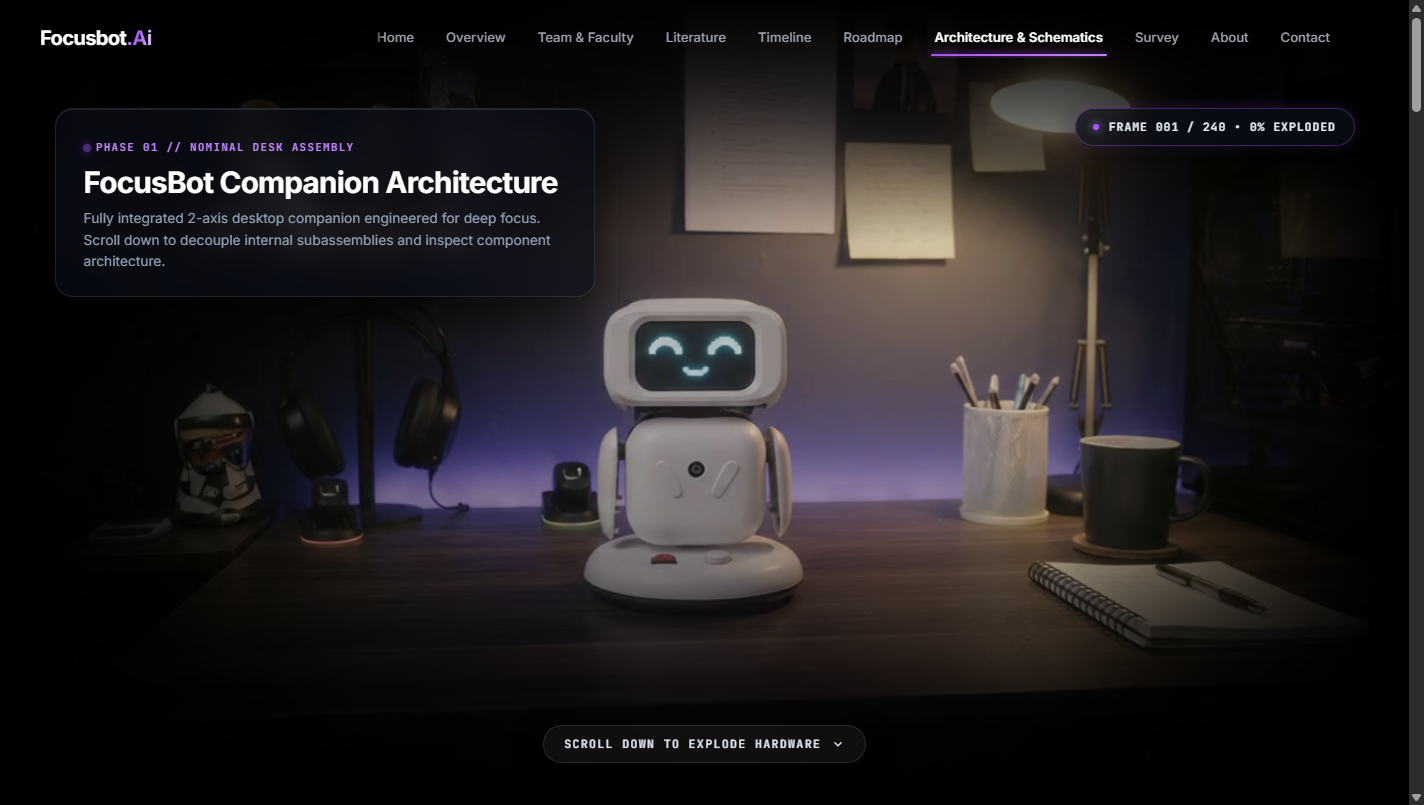 Focusbot.Ai
Home Overview Team & Faculty Literature Timeline Roadmap Architecture & Schematics Survey About Contact
PHASE 01 // NOMINAL DESK ASSEMBLY
FRAME 001 / 240 • 0% EXPLODED
FocusBot Companion Architecture
Fully integrated 2-axis desktop companion engineered for deep focus.
Scroll down to decouple internal subassemblies and inspect component
architecture.
SCROLL DOWN TO EXPLODE HARDWARE